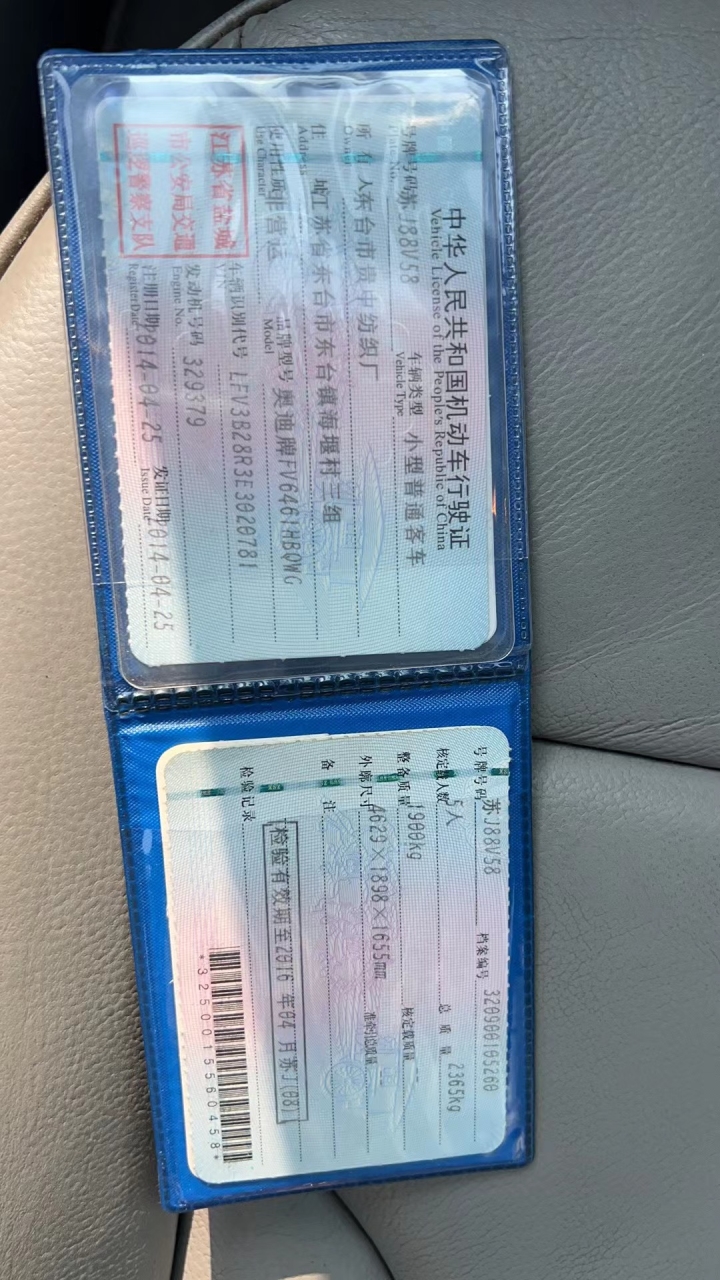 中华人民共和国机动车行驶证
Vehicle License of the People's Republic of China
号牌号码 苏J88V58 车辆类型 小型普通客车
Plate No. Vehicle Type
所有人 东台市贵中纺织厂
Owner
住址 江苏省东台市东台镇海堰村三组
Address
使用性质 非营运 品牌型号 奥迪牌FV6461HBQWG
Use Character Model
江苏省盐城
市公安局交通
巡逻警察支队
车辆识别代号 LFV3B28R3E3020781
VIN
发动机号码 329379
Engine No.
注册日期 2014-04-25 发证日期 2014-04-25
Register Date Issue Date
号牌号码 苏J88V58 档案编号 320900105260
核定载人数 5人 总质量 2365kg
整备质量 1900kg 核定载质量 --
外廓尺寸 4629×1898×1655mm 准牵引总质量
备注
检验有效期至2016年04月苏J(08)
检验记录
*3250015560458*